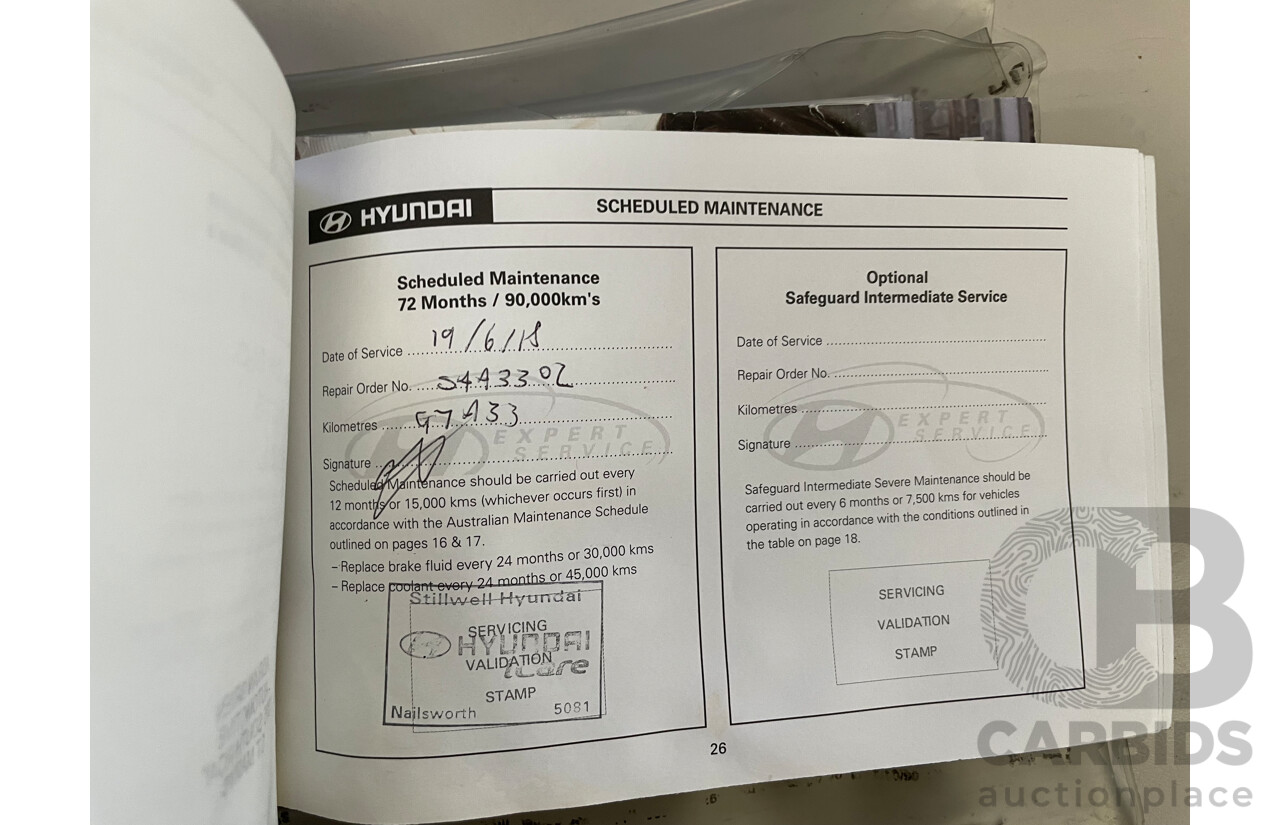 HYUNDAI
SCHEDULED MAINTENANCE
Scheduled Maintenance
72 Months / 90,000km's
Date of Service 19/6/18
Repair Order No.
Kilometres
Signature
EXPERT
SERVICE
Scheduled Maintenance should be carried out every
12 months or 15,000 kms (whichever occurs first) in
accordance with the Australian Maintenance Schedule
outlined on pages 16 & 17.
– Replace brake fluid every 24 months or 30,000 kms
– Replace coolant every 24 months or 45,000 kms
Stillwell Hyundai
SERVICING
HYUNDAI
VALIDATION
iCare
STAMP
Nailsworth 5081
Optional
Safeguard Intermediate Service
Date of Service
Repair Order No.
Kilometres
Signature
EXPERT
SERVICE
Safeguard Intermediate Severe Maintenance should be
carried out every 6 months or 7,500 kms for vehicles
operating in accordance with the conditions outlined in
the table on page 18.
SERVICING
VALIDATION
STAMP
26
CB
CARBIDS
auctionplace